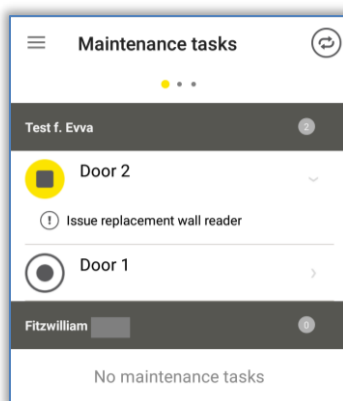 Maintenance tasks
Test f. Evva 2
Door 2
! Issue replacement wall reader
Door 1
Fitzwilliam 0
No maintenance tasks